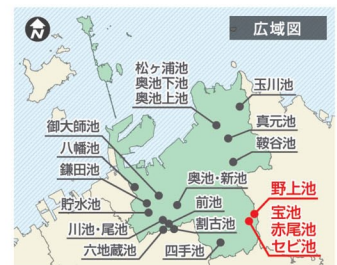 N
広域図
松ヶ浦池
奥池下池
奥池上池
玉川池
真元池
鞍谷池
御大師池
八幡池
鎌田池
貯水池
川池・尾池
六地蔵池
奥池・新池
前池
割古池
四手池
野上池
宝池
赤尾池
セビ池